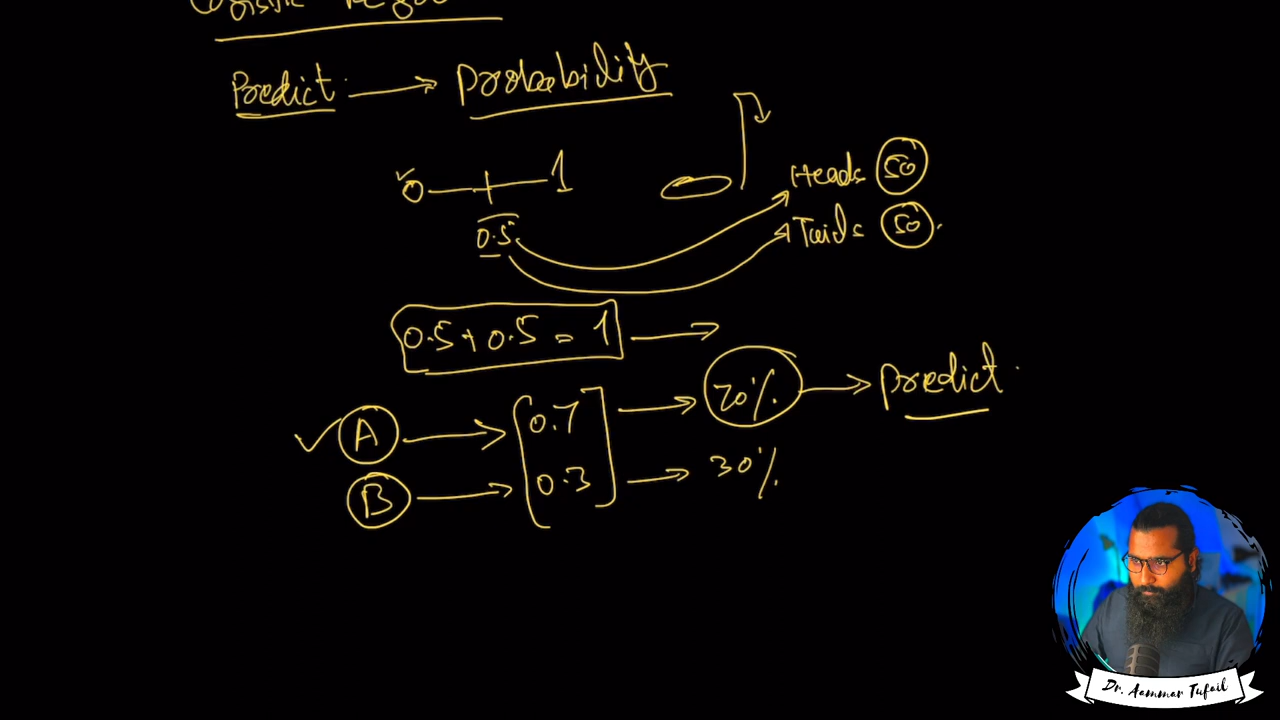 Predict → Probability
0 1
0.5
Heads 50
Taids 50
0.5 + 0.5 = 1 →
A → 0.7 → 70% → predict
B → 0.3 → 30%
Dr. Aammar Tufail